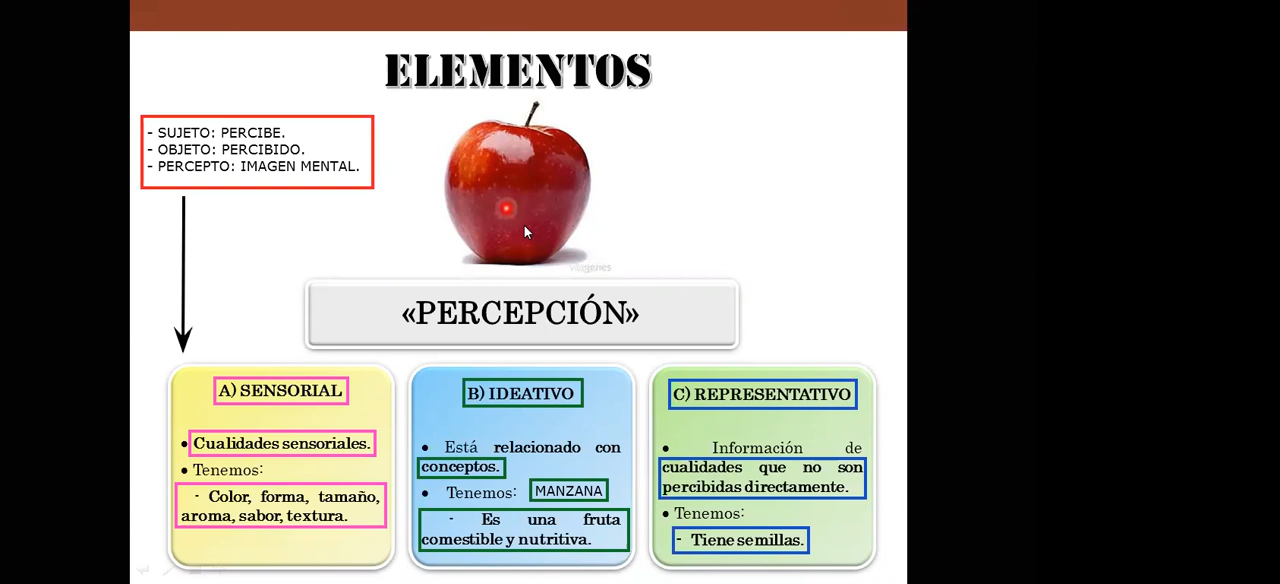 ELEMENTOS
- SUJETO: PERCIBE.
- OBJETO: PERCIBIDO.
- PERCEPTO: IMAGEN MENTAL.
«PERCEPCIÓN»
A) SENSORIAL
• Cualidades sensoriales.
• Tenemos:
- Color, forma, tamaño,
aroma, sabor, textura.
B) IDEATIVO
• Está relacionado con
conceptos.
• Tenemos: MANZANA
- Es una fruta
comestible y nutritiva.
C) REPRESENTATIVO
• Información de
cualidades que no son
percibidas directamente.
• Tenemos:
- Tiene semillas.